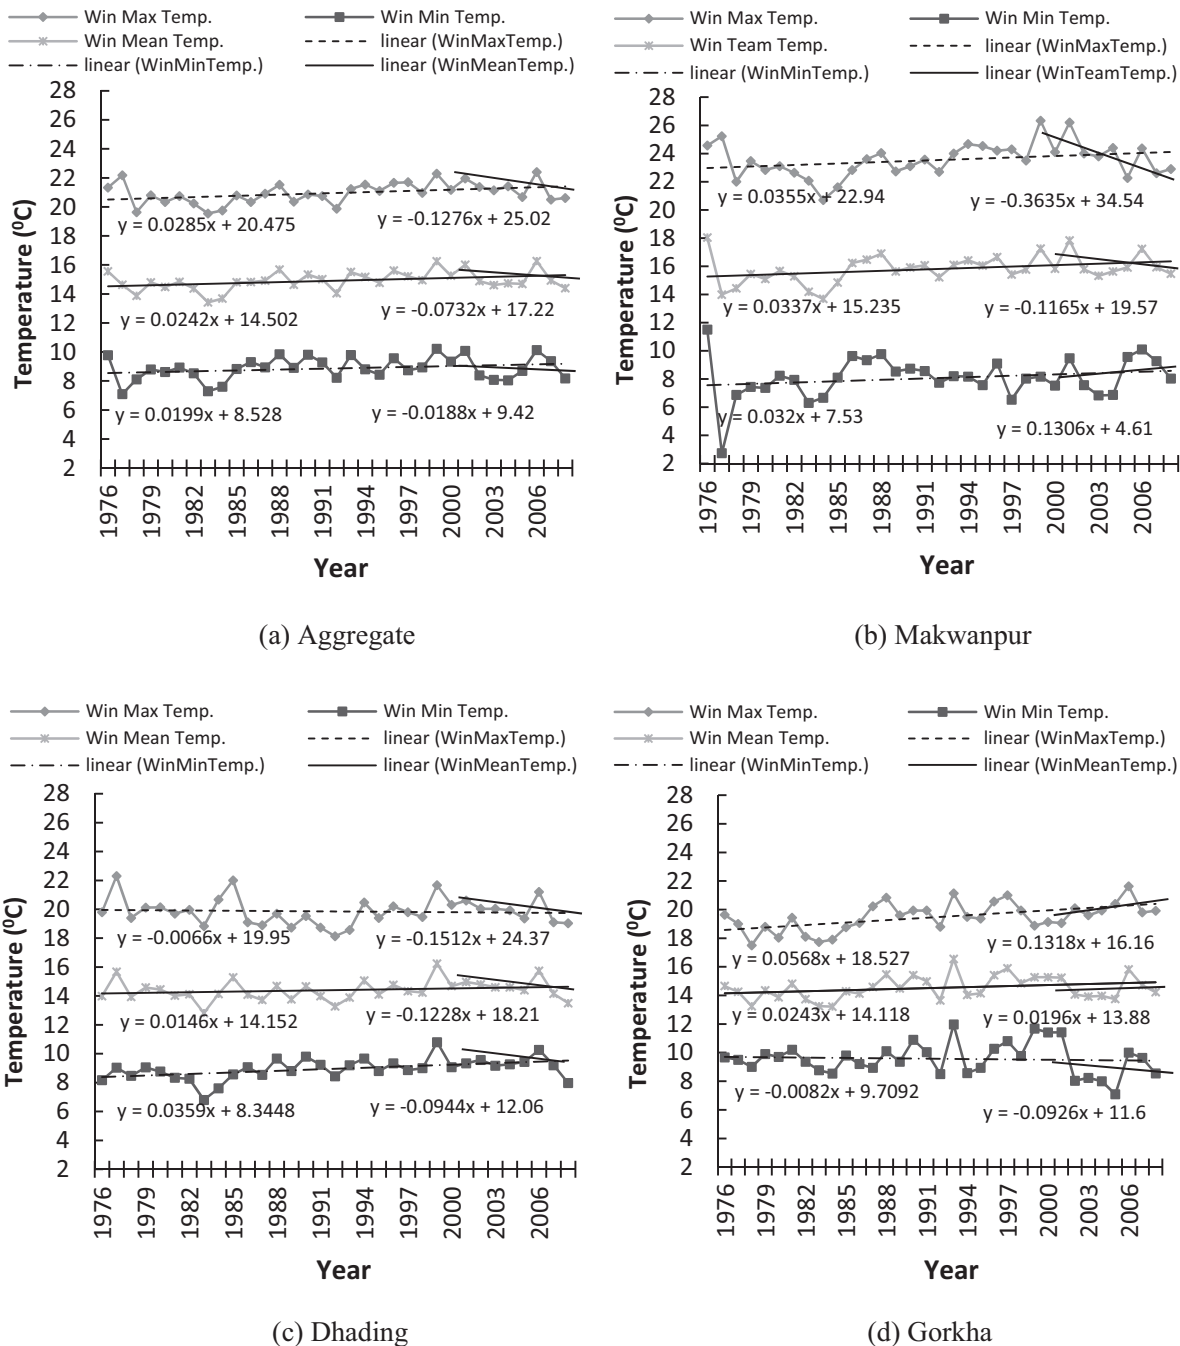 Win Max Temp.
Win Min Temp.
Win Mean Temp.
linear (WinMaxTemp.)
linear (WinMinTemp.)
linear (WinMeanTemp.)
28
26
24
22
20
18
16
14
12
10
8
6
4
2
Temperature (⁰C)
y = 0.0285x + 20.475
y = -0.1276x + 25.02
y = 0.0242x + 14.502
y = -0.0732x + 17.22
y = 0.0199x + 8.528
y = -0.0188x + 9.42
1976
1979
1982
1985
1988
1991
1994
1997
2000
2003
2006
Year
(a) Aggregate
Win Max Temp.
Win Min Temp.
Win Team Temp.
linear (WinMaxTemp.)
linear (WinMinTemp.)
linear (WinTeamTemp.)
28
26
24
22
20
18
16
14
12
10
8
6
4
2
Temperature (⁰C)
y = 0.0355x + 22.94
y = -0.3635x + 34.54
y = 0.0337x + 15.235
y = -0.1165x + 19.57
y = 0.032x + 7.53
y = 0.1306x + 4.61
1976
1979
1982
1985
1988
1991
1994
1997
2000
2003
2006
Year
(b) Makwanpur
Win Max Temp.
Win Min Temp.
Win Mean Temp.
linear (WinMaxTemp.)
linear (WinMinTemp.)
linear (WinMeanTemp.)
28
26
24
22
20
18
16
14
12
10
8
6
4
2
Temperature (⁰C)
y = -0.0066x + 19.95
y = -0.1512x + 24.37
y = 0.0146x + 14.152
y = -0.1228x + 18.21
y = 0.0359x + 8.3448
y = -0.0944x + 12.06
1976
1979
1982
1985
1988
1991
1994
1997
2000
2003
2006
Year
(c) Dhading
Win Max Temp.
Win Min Temp.
Win Mean Temp.
linear (WinMaxTemp.)
linear (WinMinTemp.)
linear (WinMeanTemp.)
28
26
24
22
20
18
16
14
12
10
8
6
4
2
Temperature (⁰C)
y = 0.0568x + 18.527
y = 0.1318x + 16.16
y = 0.0243x + 14.118
y = 0.0196x + 13.88
y = -0.0082x + 9.7092
y = -0.0926x + 11.6
1976
1979
1982
1985
1988
1991
1994
1997
2000
2003
2006
Year
(d) Gorkha